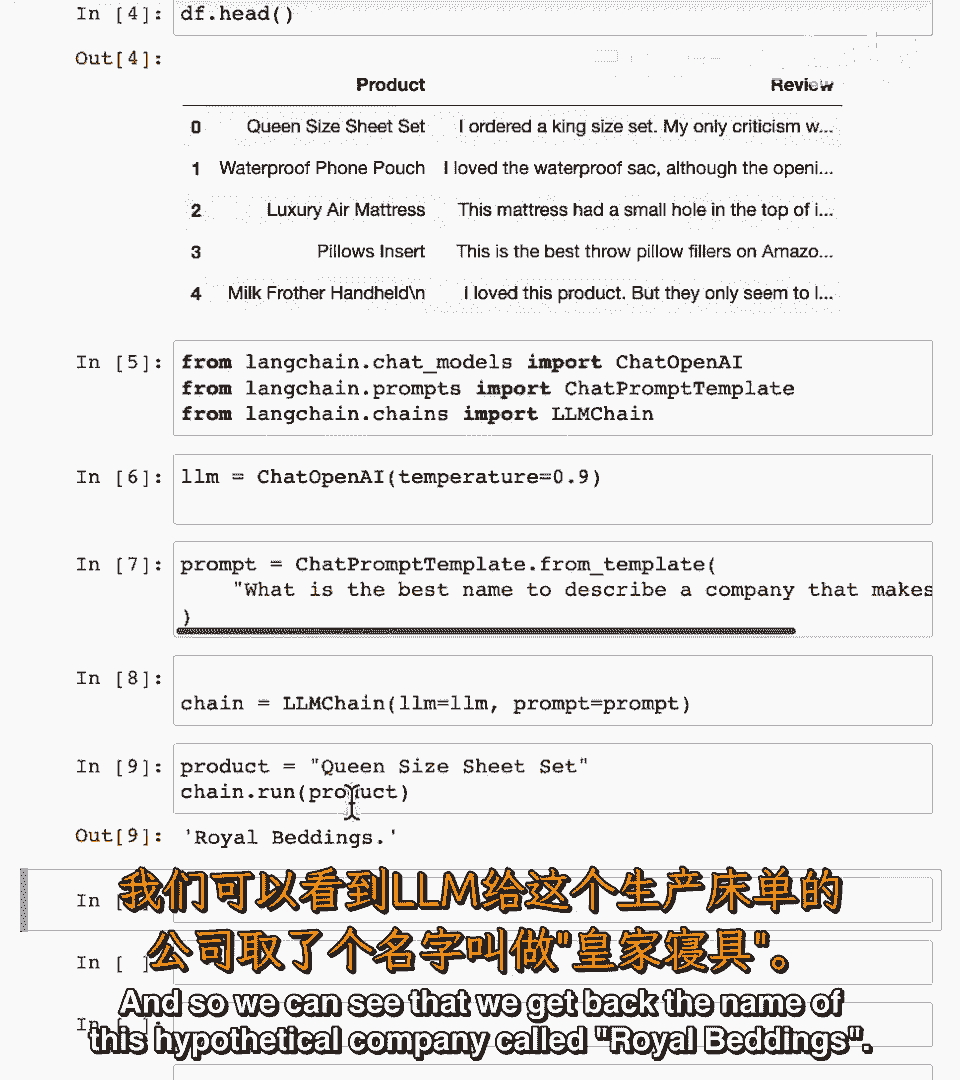 In [4]: df.head()
Out[4]:
Product Review
0 Queen Size Sheet Set I ordered a king size set. My only criticism w...
1 Waterproof Phone Pouch I loved the waterproof sac, although the openi...
2 Luxury Air Mattress This mattress had a small hole in the top of i...
3 Pillows Insert This is the best throw pillow fillers on Amazo...
4 Milk Frother Handheld\n I loved this product. But they only seem to l...
In [5]: from langchain.chat_models import ChatOpenAI
from langchain.prompts import ChatPromptTemplate
from langchain.chains import LLMChain
In [6]: llm = ChatOpenAI(temperature=0.9)
In [7]: prompt = ChatPromptTemplate.from_template(
"What is the best name to describe a company that makes
)
In [8]:
chain = LLMChain(llm=llm, prompt=prompt)
In [9]: product = "Queen Size Sheet Set"
chain.run(product)
Out[9]: 'Royal Beddings.'
In [
我们可以看到LLM给这个生产床单的
In [ ]
公司取了个名字叫做"皇家寝具"。
And so we can see that we get back the name of
In [
this hypothetical company called "Royal Beddings".